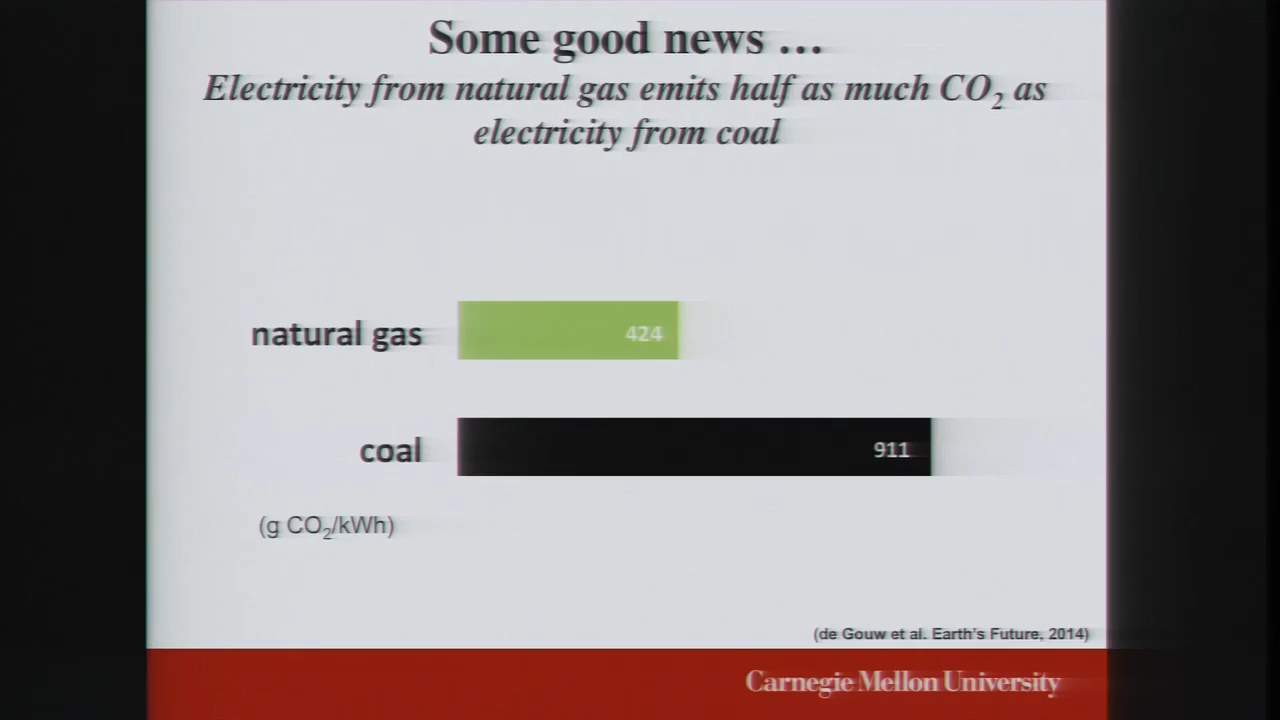 Some good news …
Electricity from natural gas emits half as much CO₂ as
electricity from coal
natural gas
424
coal
911
(g CO₂/kWh)
(de Gouw et al. Earth's Future, 2014)
Carnegie Mellon University